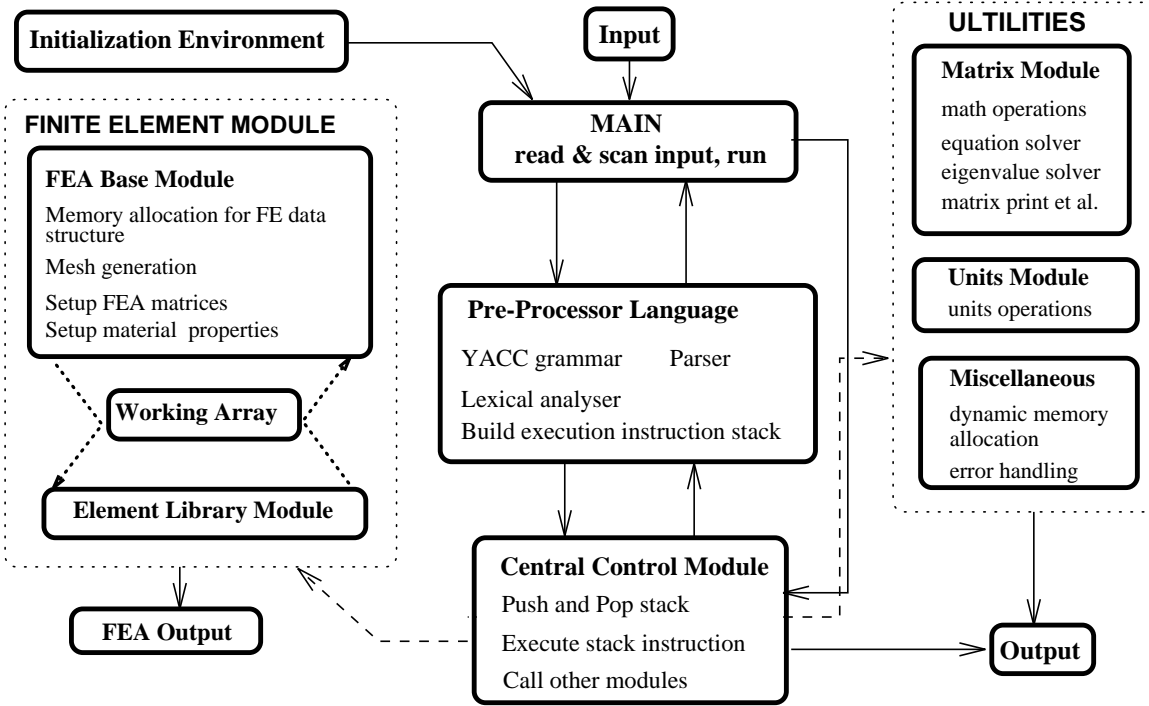 Initialization Environment
Input
ULTILITIES
MAIN
read & scan input, run
Matrix Module
math operations
equation solver
eigenvalue solver
matrix print et al.
Units Module
units operations
Miscellaneous
dynamic memory
allocation
error handling
FINITE ELEMENT MODULE
FEA Base Module
Memory allocation for FE data
structure
Mesh generation
Setup FEA matrices
Setup material properties
Working Array
Element Library Module
FEA Output
Pre-Processor Language
YACC grammar Parser
Lexical analyser
Build execution instruction stack
Central Control Module
Push and Pop stack
Execute stack instruction
Call other modules
Output